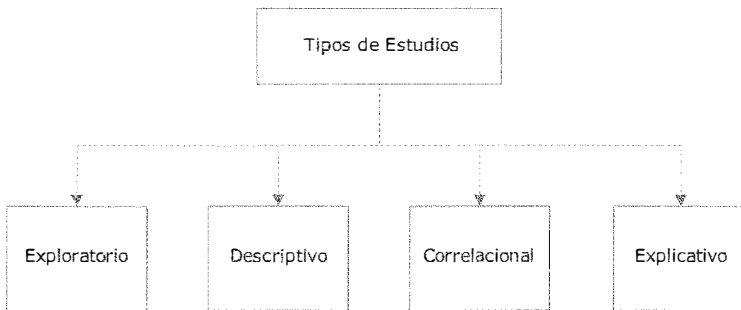 Tipos de Estudios
Exploratorio
Descriptivo
Correlacional
Explicativo